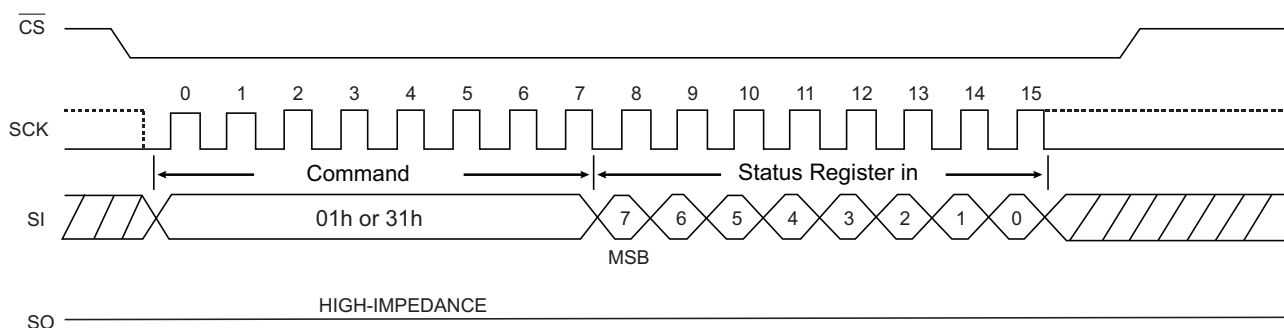 CS
0 1 2 3 4 5 6 7 8 9 10 11 12 13 14 15
SCK
Command Status Register in
SI 01h or 31h 7 6 5 4 3 2 1 0
MSB
HIGH-IMPEDANCE
SO